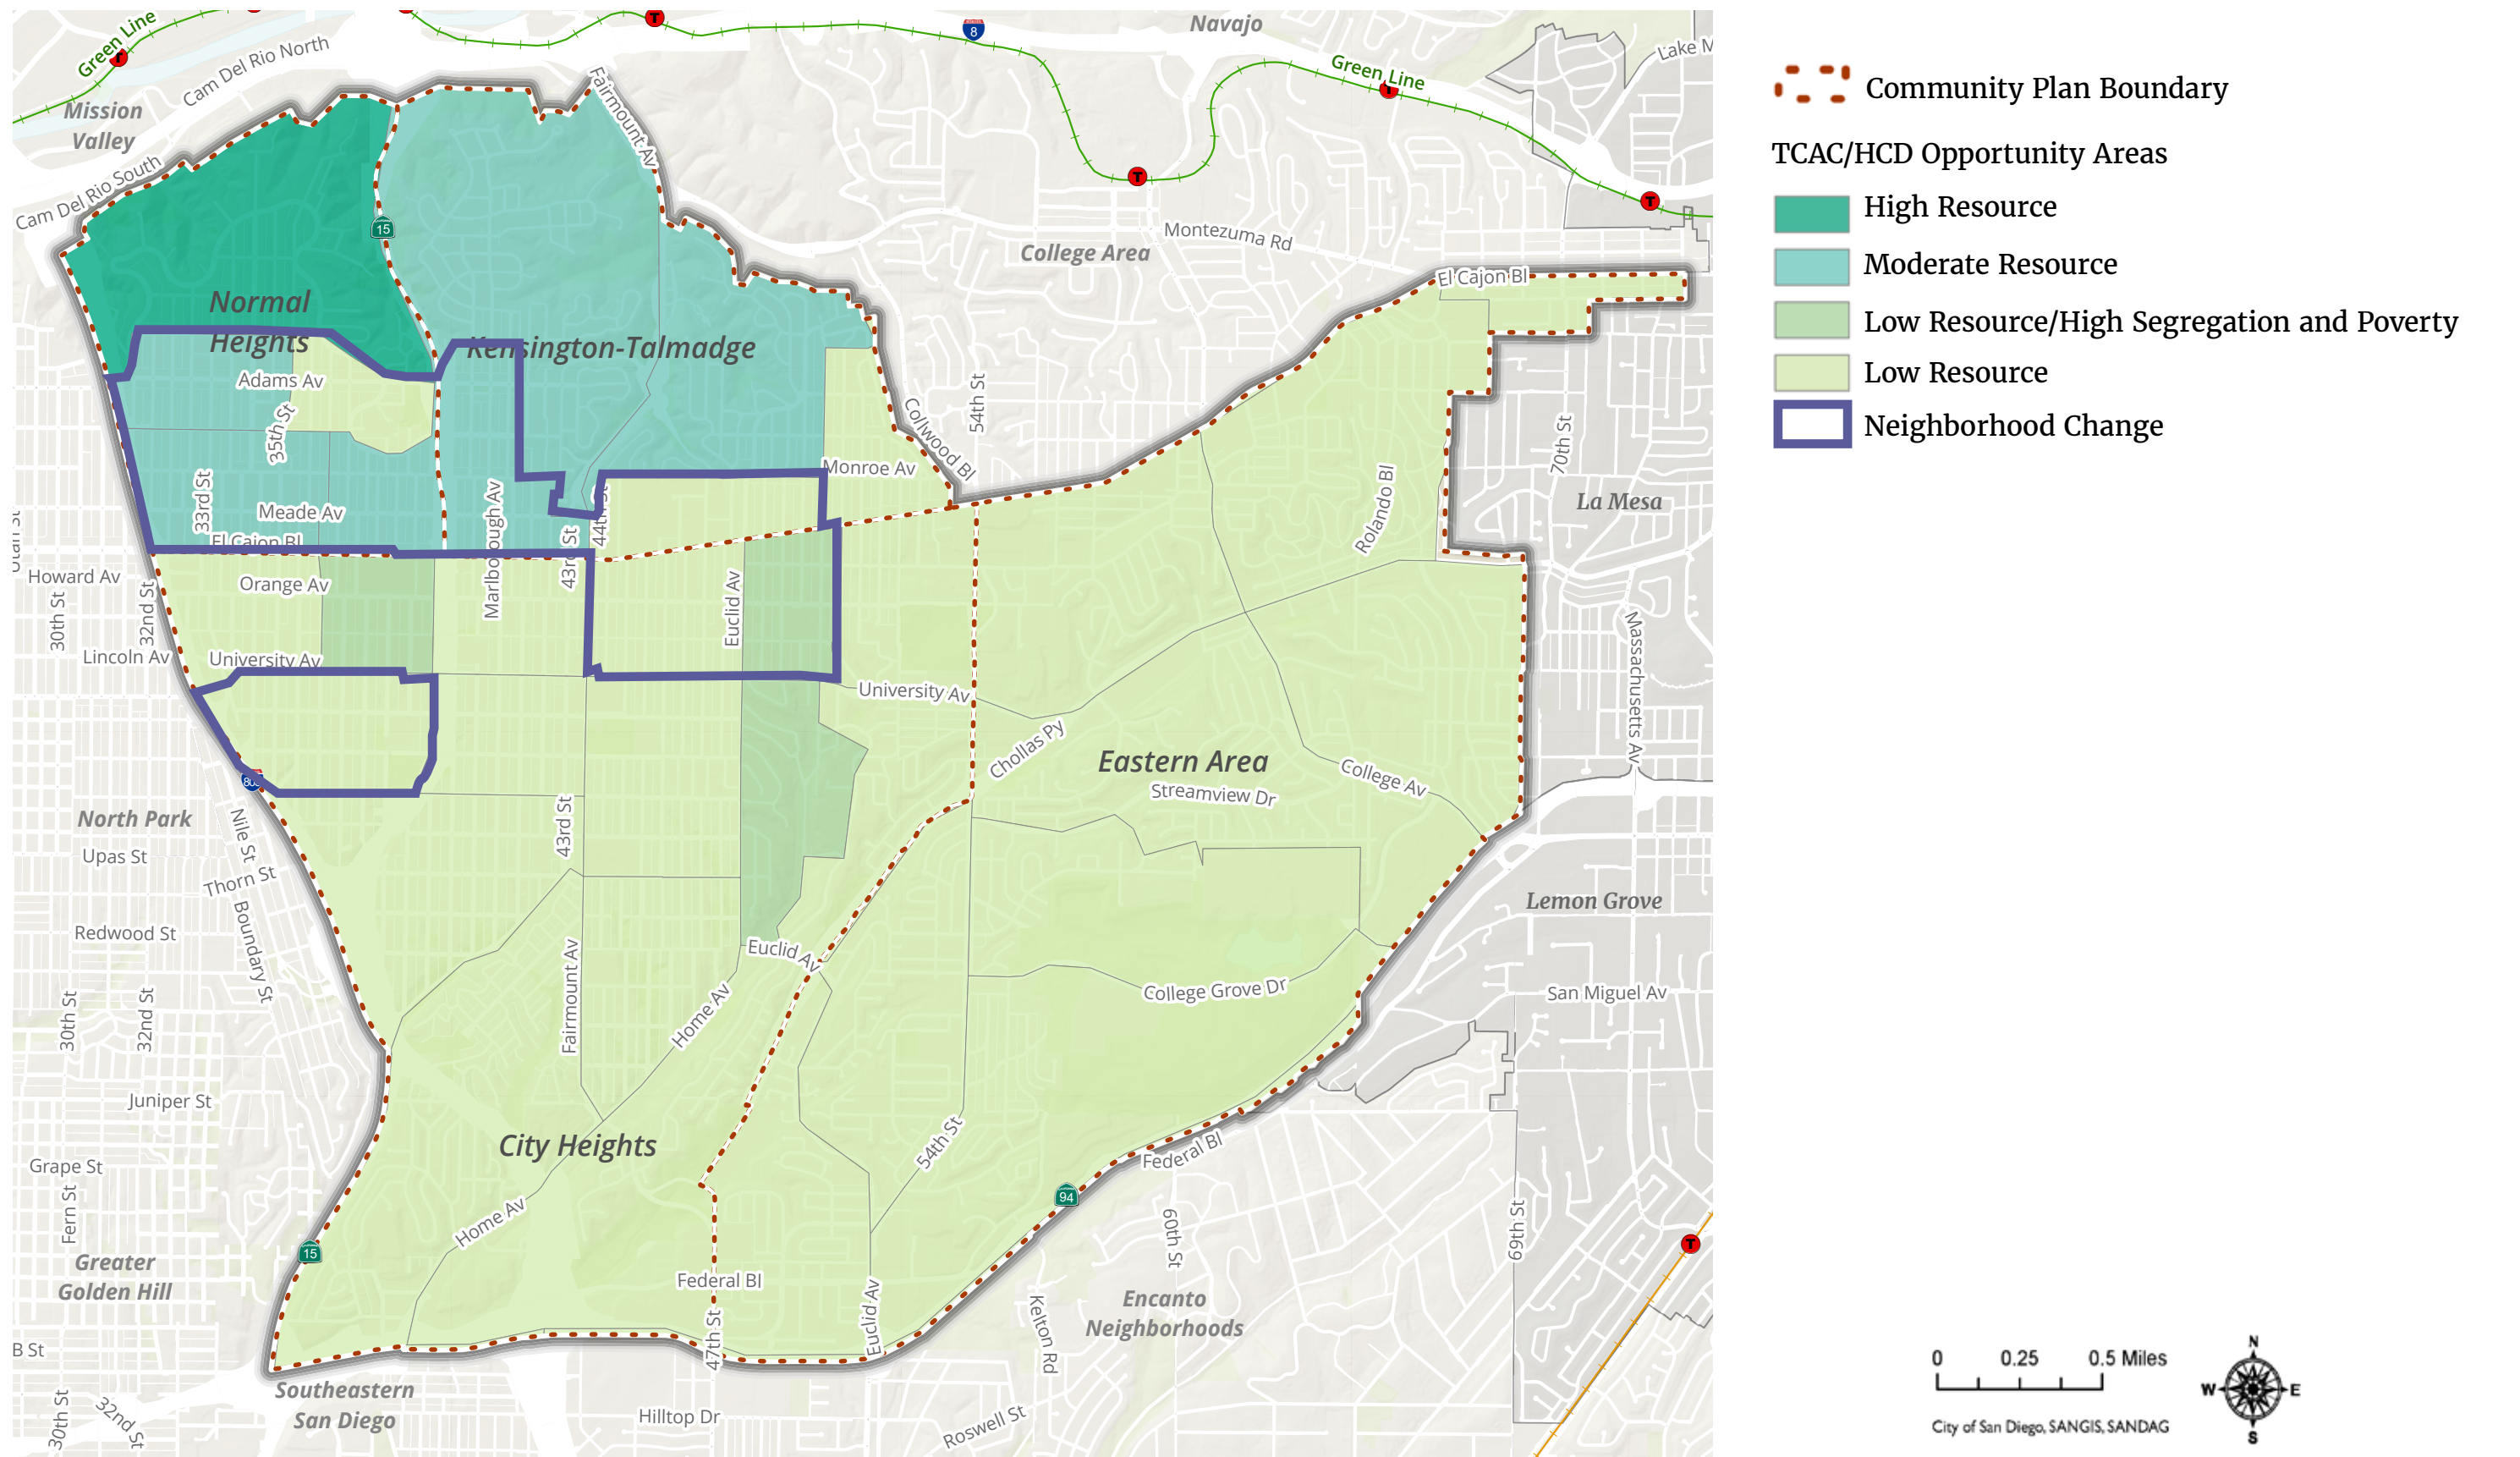 Navajo
8
Green Line
Cam Del Rio North
Fairmount Av
Green Line
Mission
Valley
Cam Del Rio South
15
Montezuma Rd
College Area
El Cajon Bl
Normal
Heights
Kensington-Talmadge
Adams Av
35th St
Collwood Bl
54th St
70th St
Monroe Av
33rd St
Meade Av
Marlborough Av
44th St
43rd St
Rolando Bl
La Mesa
El Cajon Bl
Howard Av
Orange Av
30th St
32nd St
Euclid Av
Lincoln Av
University Av
University Av
Massachusetts Av
Chollas Py
Eastern Area
Streamview Dr
College Av
North Park
Nile St
43rd St
Upas St
Thorn St
Lemon Grove
Boundary St
Redwood St
Euclid Av
Fairmount Av
Home Av
College Grove Dr
San Miguel Av
30th St
32nd St
Juniper St
City Heights
54th St
Federal Bl
Grape St
94
Fern St
Home Av
60th St
69th St
15
Greater
Golden Hill
Federal Bl
Euclid Av
Kelton Rd
Encanto
Neighborhoods
47th St
B St
Southeastern
San Diego
30th St
32nd St
Hilltop Dr
Roswell St
Community Plan Boundary
TCAC/HCD Opportunity Areas
High Resource
Moderate Resource
Low Resource/High Segregation and Poverty
Low Resource
Neighborhood Change
0 0.25 0.5 Miles
City of San Diego, SANGIS, SANDAG
N
W E
S